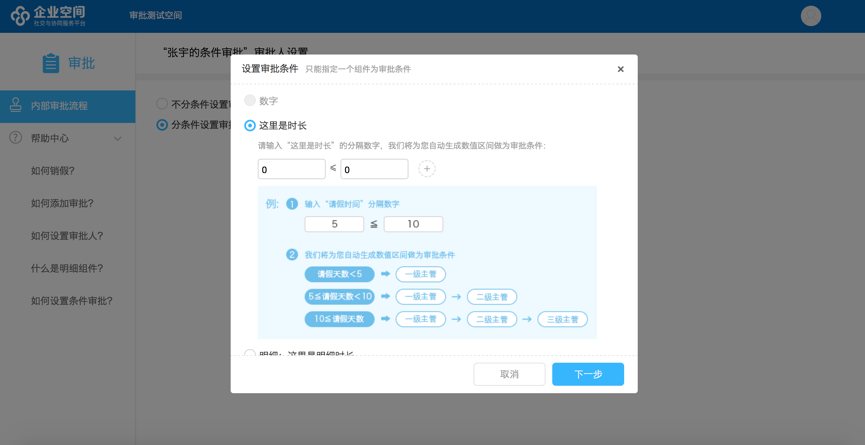 企业空间
社交与协同服务平台
审批测试空间
审批
内部审批流程
帮助中心
如何销假?
如何添加审批?
如何设置审批人?
什么是明细组件?
如何设置条件审批?
“张宇的条件审批”审批人设置
不分条件设置审
分条件设置审批
设置审批条件 只能指定一个组件为审批条件
×
数字
这里是时长
请输入“这里是时长”的分隔数字，我们将为您自动生成数值区间做为审批条件:
0 ≤ 0 +
例: 1 输入“请假时间”分隔数字
5 ≦ 10
2 我们将为您自动生成数值区间做为审批条件
请假天数<5 一级主管
5≦请假天数<10 一级主管 二级主管
10≦请假天数 一级主管 二级主管 三级主管
明细: 这里是明细时长
取消 下一步